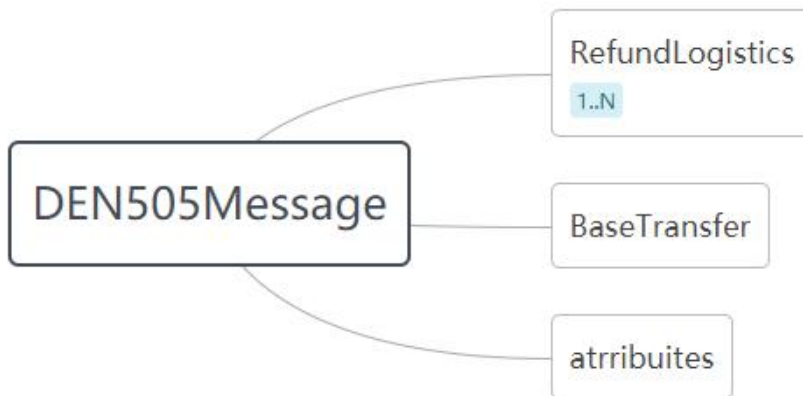 RefundLogistics
1..N
DEN505Message
BaseTransfer
atrribuites